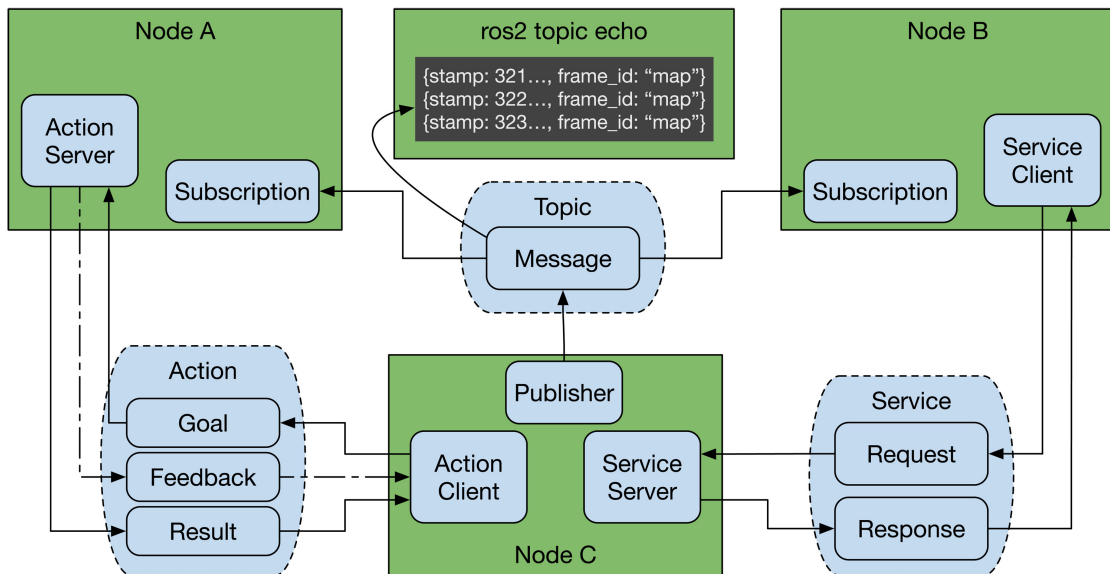 Node A
ros2 topic echo
Node B
{stamp: 321…, frame_id: “map”}
{stamp: 322…, frame_id: “map”}
{stamp: 323…, frame_id: “map”}
Action
Server
Subscription
Subscription
Service
Client
Topic
Message
Action
Goal
Feedback
Result
Publisher
Action
Client
Service
Server
Node C
Service
Request
Response